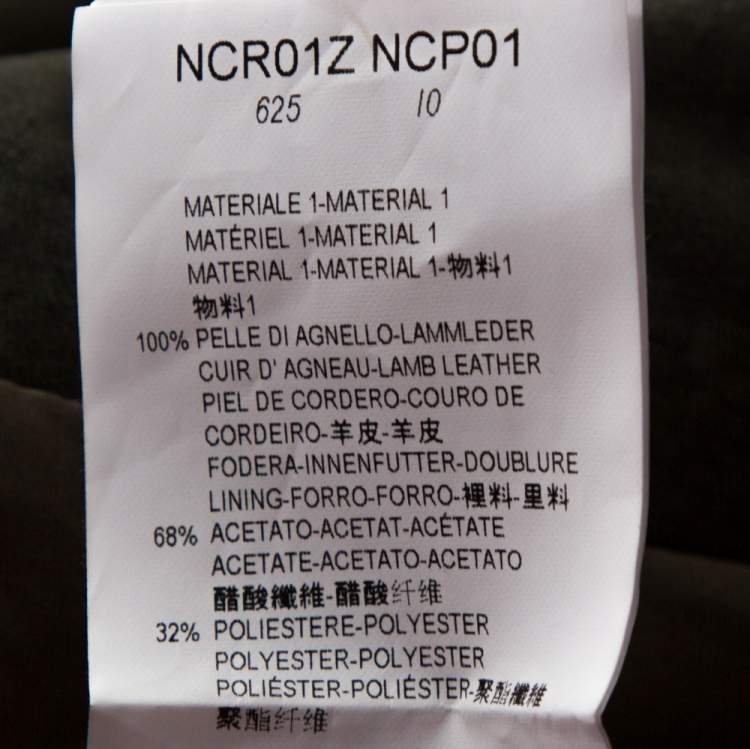 NCR01Z NCP01
625 10
MATERIALE 1-MATERIAL 1
MATÉRIEL 1-MATERIAL 1
MATERIAL 1-MATERIAL 1-物料1
物料1
100% PELLE DI AGNELLO-LAMMLEDER
CUIR D' AGNEAU-LAMB LEATHER
PIEL DE CORDERO-COURO DE
CORDEIRO-羊皮-羊皮
FODERA-INNENFUTTER-DOUBLURE
LINING-FORRO-FORRO-裡料-里料
68% ACETATO-ACETAT-ACÉTATE
ACETATE-ACETATO-ACETATO
醋酸纖維-醋酸纤维
32% POLIESTERE-POLYESTER
POLYESTER-POLYESTER
POLIÉSTER-POLIÉSTER-聚酯纖維
聚酯纤维